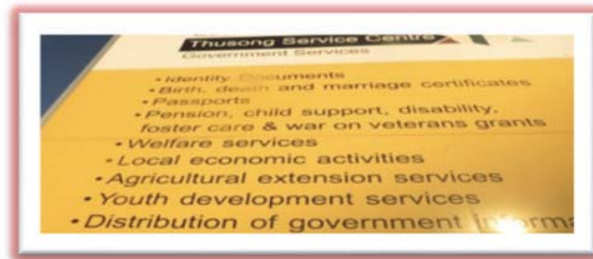 Thusong Service Centre
Government Services
• Identity Documents
• Birth, death and marriage certificates
• Passports
• Pension, child support, disability,
foster care & war on veterans grants
• Welfare services
• Local economic activities
• Agricultural extension services
• Youth development services
• Distribution of government informa